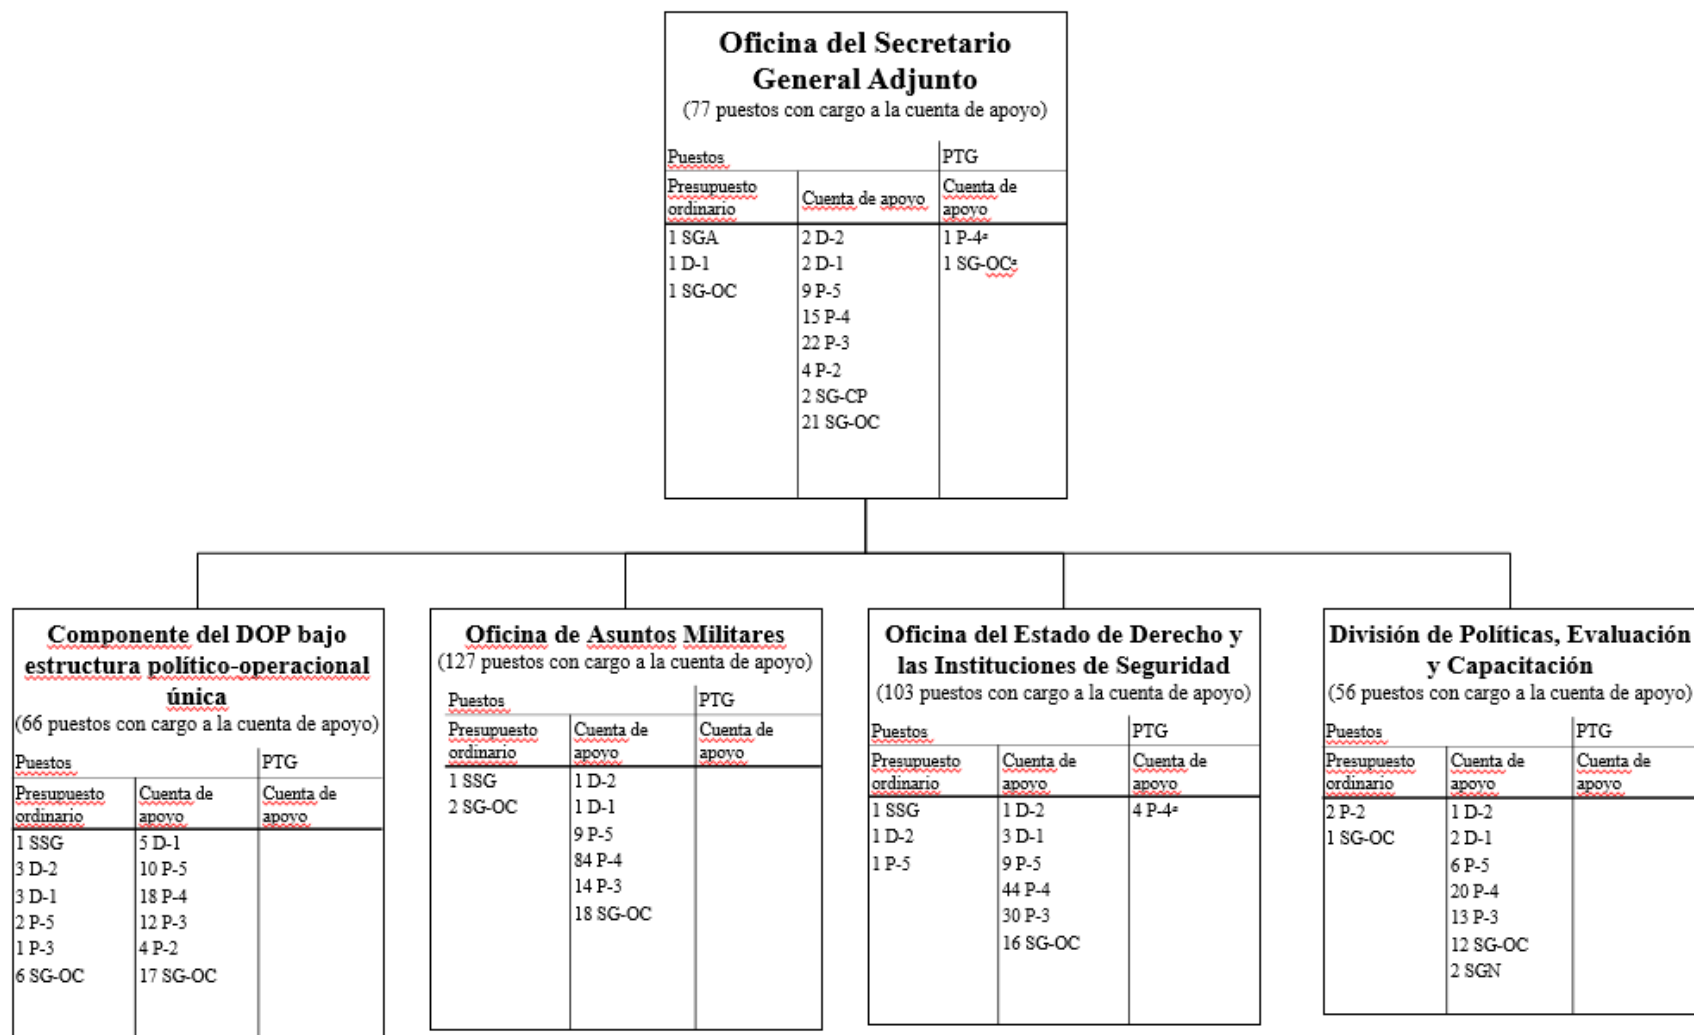 Oficina del Secretario
General Adjunto
(77 puestos con cargo a la cuenta de apoyo)
Puestos
PTG
Presupuesto
ordinario
Cuenta de apoyo
Cuenta de
apoyo
1 SGA
2 D-2
1 P-4ª
1 D-1
2 D-1
1 SG-OCª
1 SG-OC
9 P-5
15 P-4
22 P-3
4 P-2
2 SG-CP
21 SG-OC
Componente del DOP bajo
estructura político-operacional
única
(66 puestos con cargo a la cuenta de apoyo)
Puestos
PTG
Presupuesto
ordinario
Cuenta de
apoyo
Cuenta de
apoyo
1 SSG
5 D-1
3 D-2
10 P-5
3 D-1
18 P-4
2 P-5
12 P-3
1 P-3
4 P-2
6 SG-OC
17 SG-OC
Oficina de Asuntos Militares
(127 puestos con cargo a la cuenta de apoyo)
Puestos
PTG
Presupuesto
ordinario
Cuenta de
apoyo
Cuenta de
apoyo
1 SSG
1 D-2
2 SG-OC
1 D-1
9 P-5
84 P-4
14 P-3
18 SG-OC
Oficina del Estado de Derecho y
las Instituciones de Seguridad
(103 puestos con cargo a la cuenta de apoyo)
Puestos
PTG
Presupuesto
ordinario
Cuenta de
apoyo
Cuenta de
apoyo
1 SSG
1 D-2
4 P-4ª
1 D-2
3 D-1
1 P-5
9 P-5
44 P-4
30 P-3
16 SG-OC
División de Políticas, Evaluación
y Capacitación
(56 puestos con cargo a la cuenta de apoyo)
Puestos
PTG
Presupuesto
ordinario
Cuenta de
apoyo
Cuenta de
apoyo
2 P-2
1 D-2
1 SG-OC
2 D-1
6 P-5
20 P-4
13 P-3
12 SG-OC
2 SGN